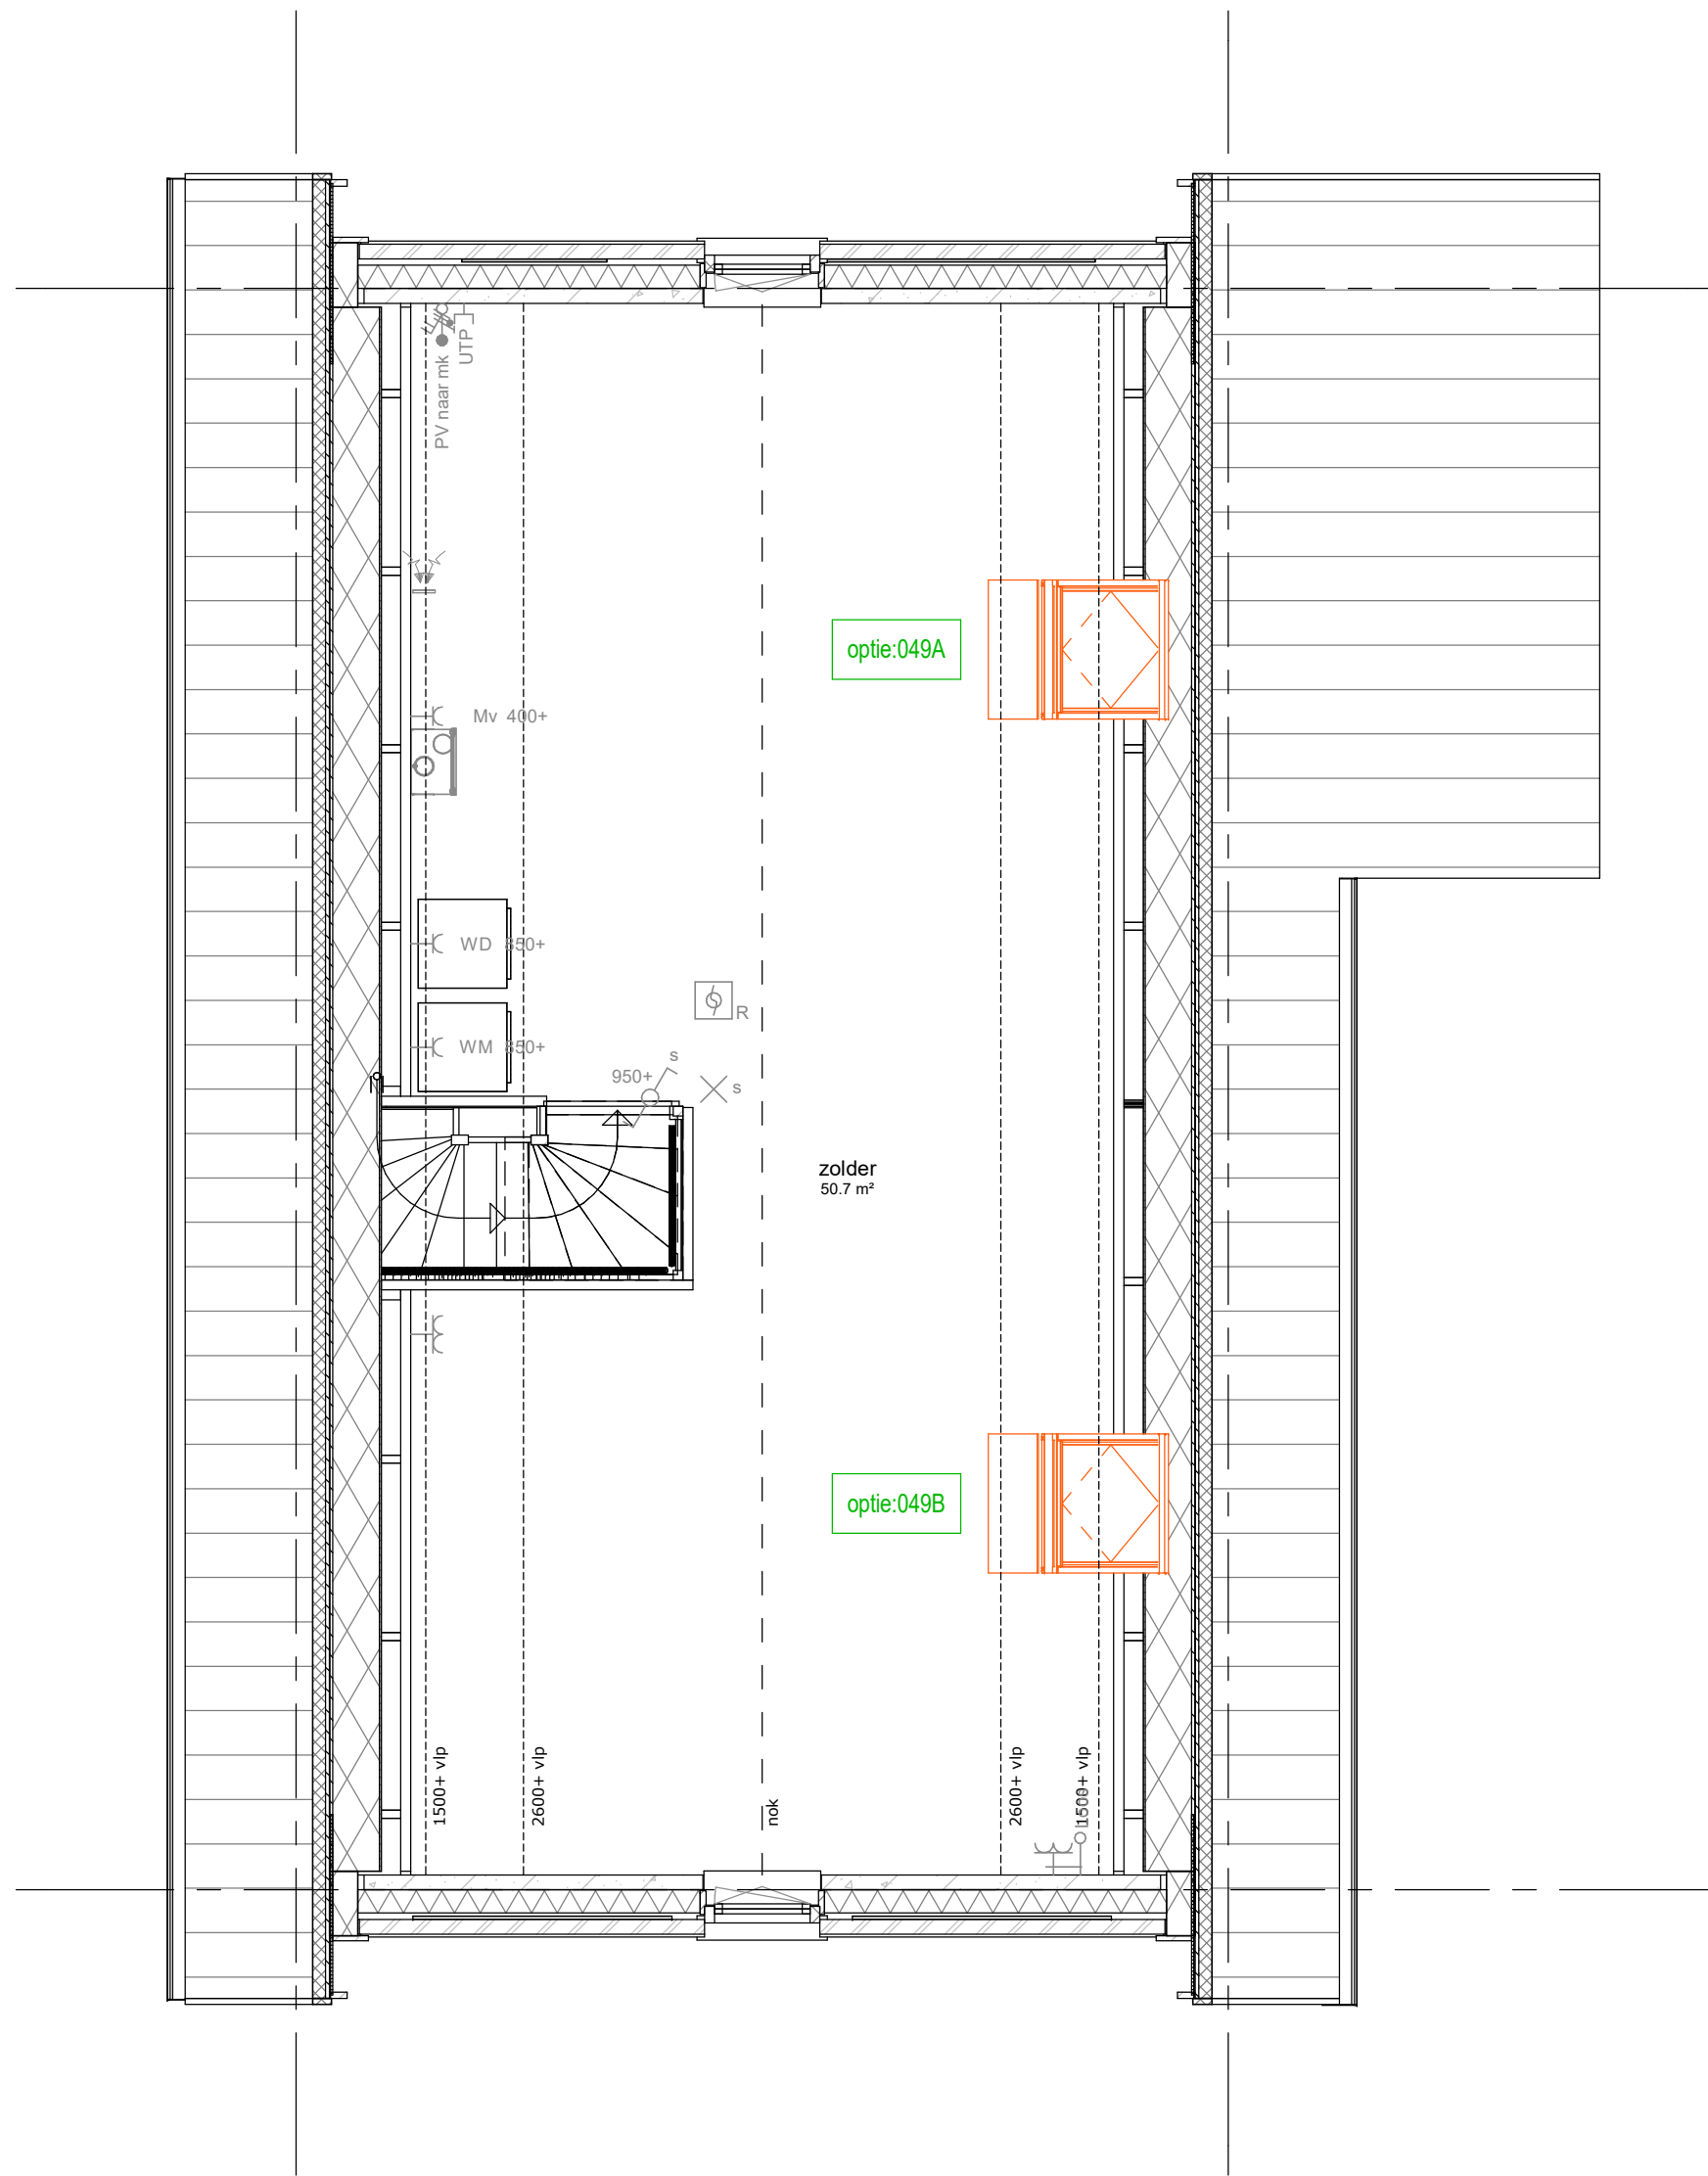 UTP
PV naar mk
optie:049A
Mv 400+
WD 850+
R
WM 850+
s
950+
s
zolder
50.7 m²
optie:049B
1500+ vlp
2600+ vlp
nok
2600+ vlp
1500+ vlp